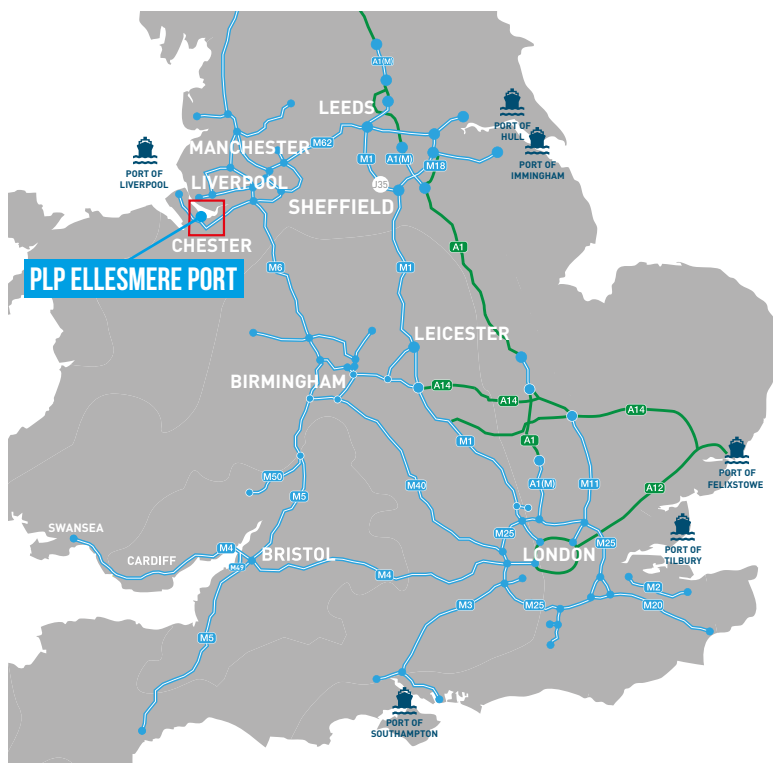 A1(M)
LEEDS
PORT OF
HULL
MANCHESTER
M62
PORT OF
LIVERPOOL
M1
A1(M)
M18
PORT OF
IMMINGHAM
LIVERPOOL
J35
SHEFFIELD
CHESTER
A1
PLP ELLESMERE PORT
M6
M1
LEICESTER
BIRMINGHAM
A14
A14
A14
M1
A1
PORT OF
FELIXSTOWE
M50
M5
M40
A1(M)
M11
A12
SWANSEA
M25
PORT OF
TILBURY
CARDIFF
M4
M49
BRISTOL
LONDON
M25
M4
M2
M3
M25
M20
M5
PORT OF
SOUTHAMPTON